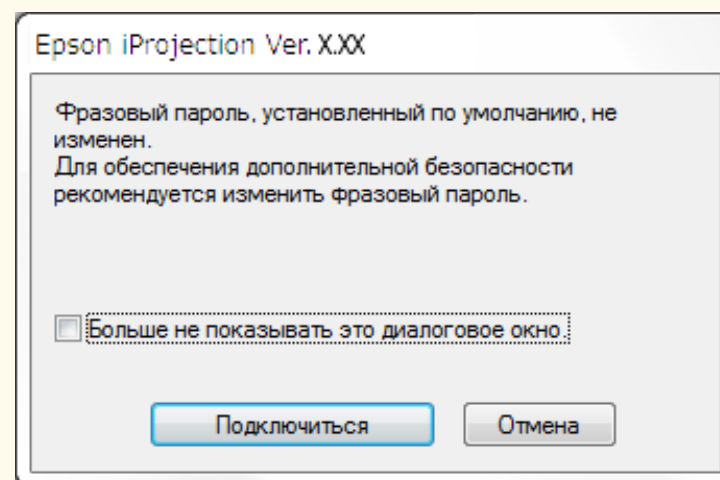 Epson iProjection Ver. X.XX
Фразовый пароль, установленный по умолчанию, не
изменен.
Для обеспечения дополнительной безопасности
рекомендуется изменить фразовый пароль.
Больше не показывать это диалоговое окно.
Подключиться
Отмена